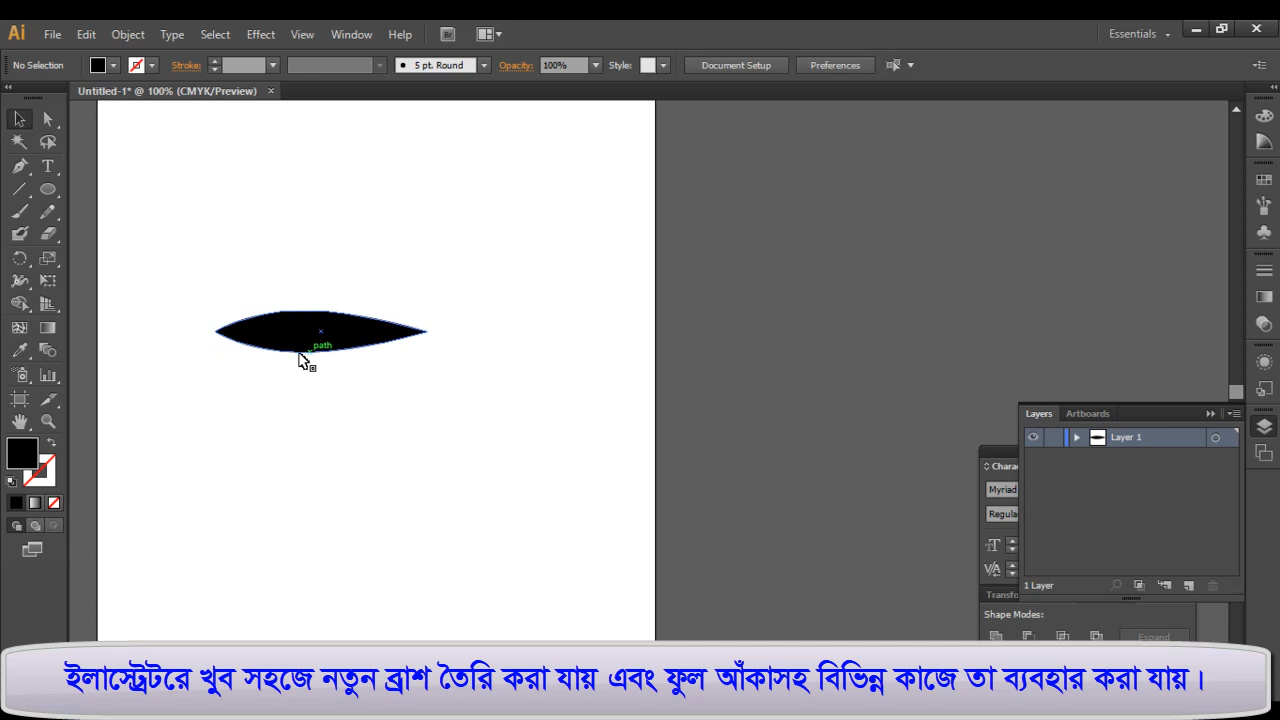 Ai File Edit Object Type Select Effect View Window Help Br Essentials
No Selection Stroke: 5 pt. Round Opacity: 100% Style: Document Setup Preferences
Untitled-1* @ 100% (CMYK/Preview)
path
Layers Artboards
Layer 1
Charac
Myriad
Regula
1 Layer
Transfo
Shape Modes:
Expand
ইলাস্ট্রেটরে খুব সহজে নতুন ব্রাশ তৈরি করা যায় এবং ফুল আঁকাসহ বিভিন্ন কাজে তা ব্যবহার করা যায়।